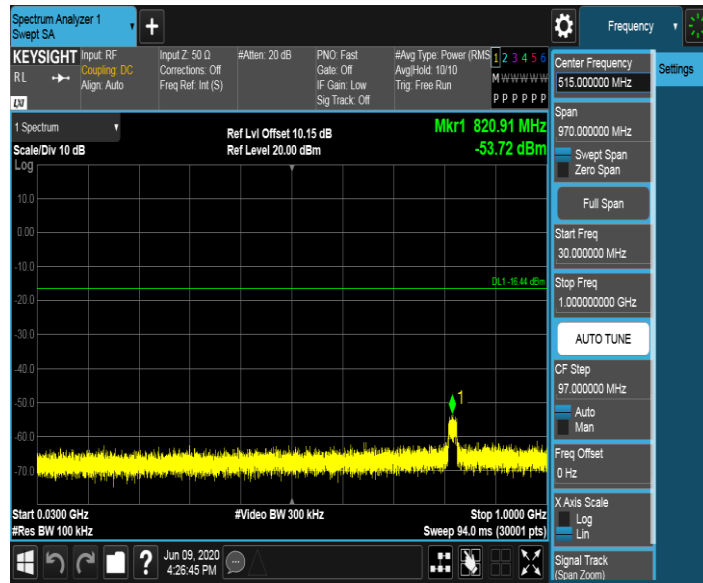 Spectrum Analyzer 1
Swept SA
+
Frequency
KEYSIGHT
RL
LXI
Input: RF
Coupling: DC
Align: Auto
Input Z: 50 Ω
Corrections: Off
Freq Ref: Int (S)
#Atten: 20 dB
PNO: Fast
Gate: Off
IF Gain: Low
Sig Track: Off
#Avg Type: Power (RMS
Avg|Hold: 10/10
Trig: Free Run
1 2 3 4 5 6
M W W W W W
P P P P P P
Center Frequency
515.000000 MHz
Settings
1 Spectrum
Scale/Div 10 dB
Ref Lvl Offset 10.15 dB
Ref Level 20.00 dBm
Mkr1 820.91 MHz
-53.72 dBm
Span
970.000000 MHz
Swept Span
Zero Span
Full Span
Start Freq
30.000000 MHz
Stop Freq
1.000000000 GHz
AUTO TUNE
CF Step
97.000000 MHz
Auto
Man
Freq Offset
0 Hz
X Axis Scale
Log
Lin
Signal Track
(Span Zoom)
Log
10.0
0.00
-10.0
DL1 -16.44 dBm
-20.0
-30.0
-40.0
1
-50.0
-60.0
-70.0
Start 0.0300 GHz
#Res BW 100 kHz
#Video BW 300 kHz
Stop 1.0000 GHz
Sweep 94.0 ms (30001 pts)
?
Jun 09, 2020
4:26:45 PM